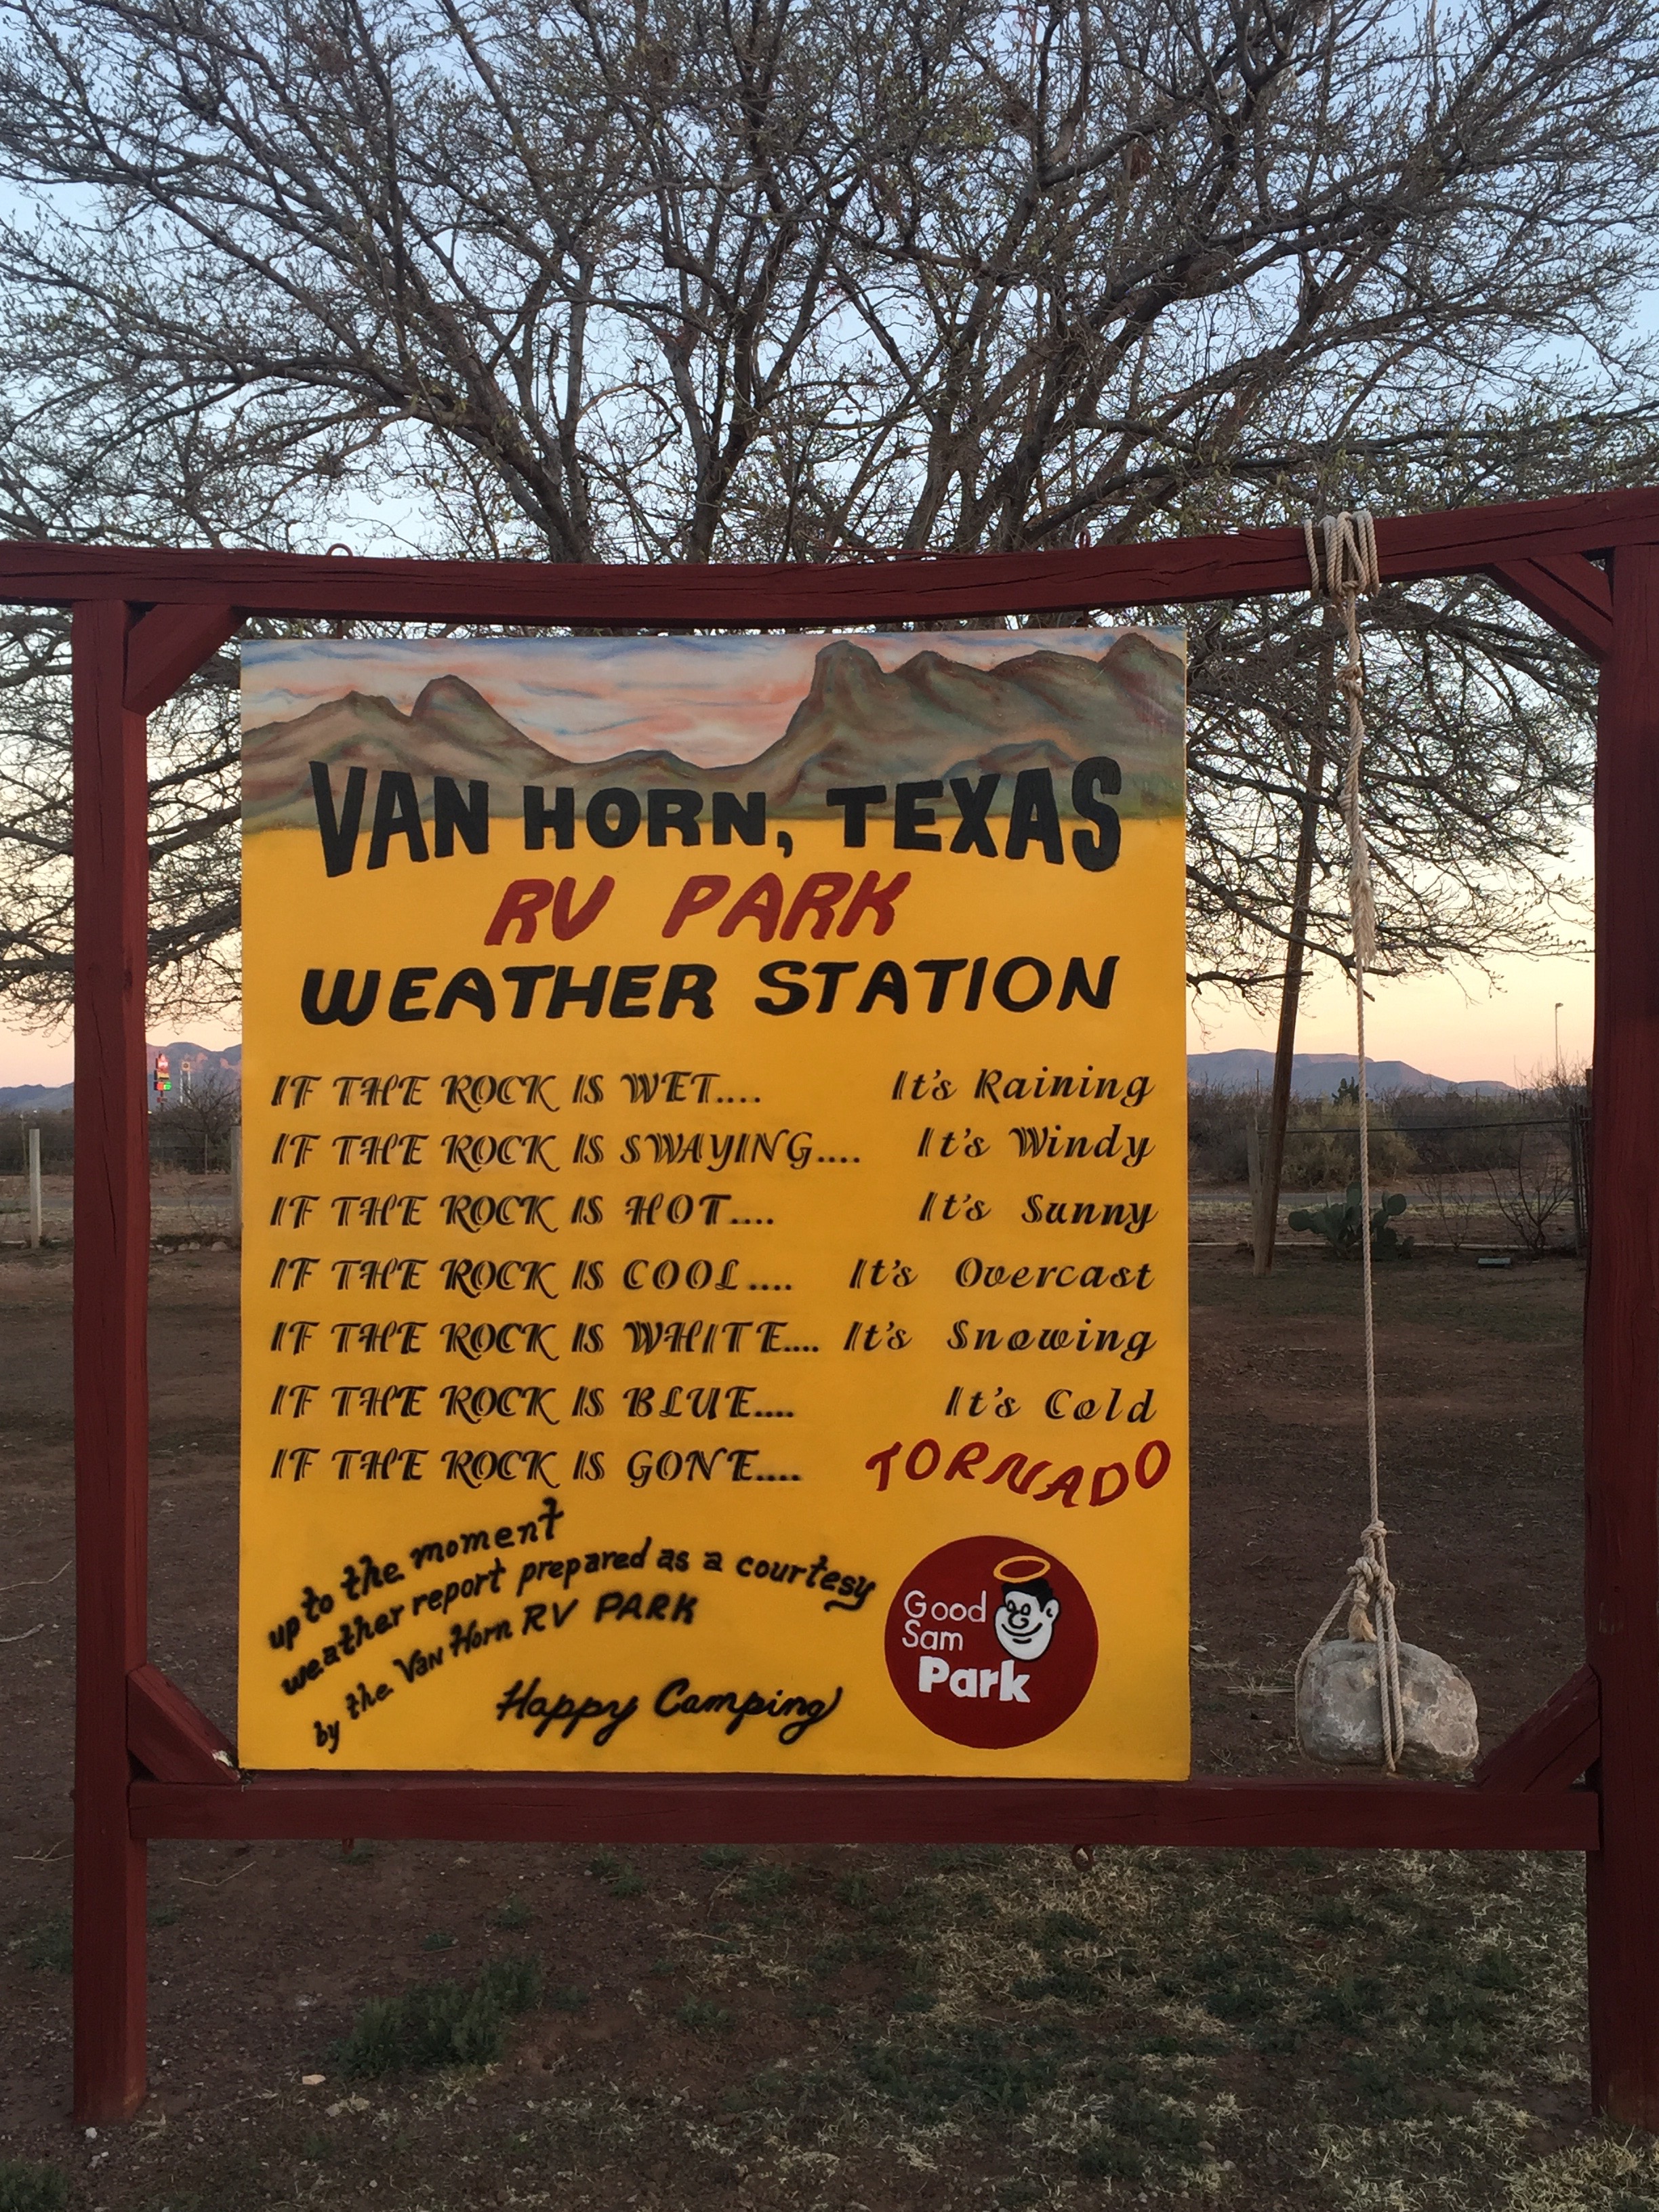 VAN HORN, TEXAS
RV PARK
WEATHER STATION
IF THE ROCK IS WET.... It's Raining
IF THE ROCK IS SWAYING.... It's Windy
IF THE ROCK IS HOT.... It's Sunny
IF THE ROCK IS COOL.... It's Overcast
IF THE ROCK IS WHITE.... It's Snowing
IF THE ROCK IS BLUE.... It's Cold
IF THE ROCK IS GONE.... TORNADO
up to the moment
weather report prepared as a courtesy
by the Van Horn RV PARK
Happy Camping
Good
Sam
Park